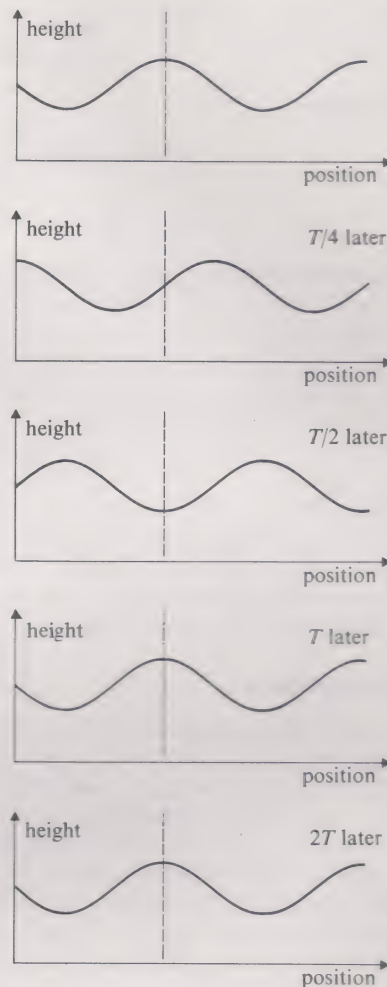 height
position
height
T/4 later
position
height
T/2 later
position
height
T later
position
height
2T later
position